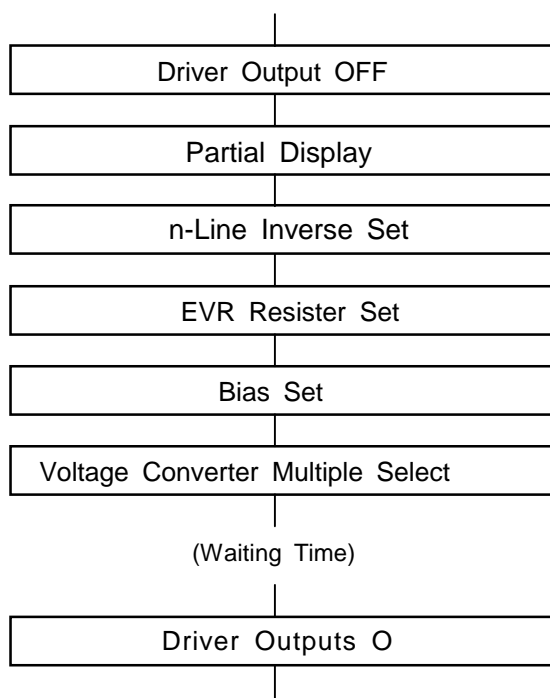 Driver Output OFF
Partial Display
n-Line Inverse Set
EVR Resister Set
Bias Set
Voltage Converter Multiple Select
(Waiting Time)
Driver Outputs O